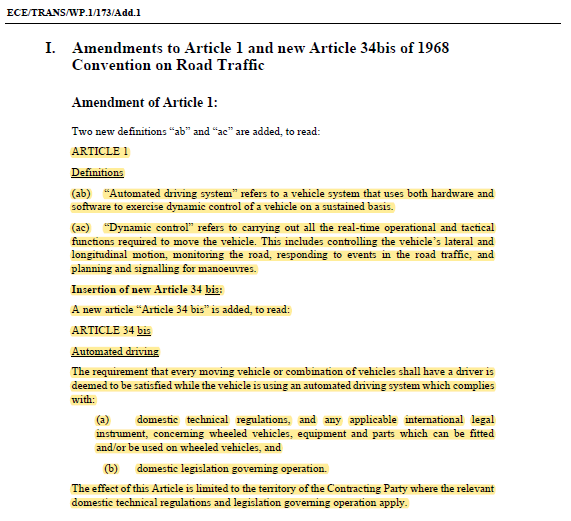 ECE/TRANS/WP.1/173/Add.1
I. Amendments to Article 1 and new Article 34bis of 1968
Convention on Road Traffic
Amendment of Article 1:
Two new definitions “ab” and “ac” are added, to read:
ARTICLE 1
Definitions
(ab) “Automated driving system” refers to a vehicle system that uses both hardware and
software to exercise dynamic control of a vehicle on a sustained basis.
(ac) “Dynamic control” refers to carrying out all the real-time operational and tactical
functions required to move the vehicle. This includes controlling the vehicle’s lateral and
longitudinal motion, monitoring the road, responding to events in the road traffic, and
planning and signalling for manoeuvres.
Insertion of new Article 34 bis:
A new article “Article 34 bis” is added, to read:
ARTICLE 34 bis
Automated driving
The requirement that every moving vehicle or combination of vehicles shall have a driver is
deemed to be satisfied while the vehicle is using an automated driving system which complies
with:
(a) domestic technical regulations, and any applicable international legal
instrument, concerning wheeled vehicles, equipment and parts which can be fitted
and/or be used on wheeled vehicles, and
(b) domestic legislation governing operation.
The effect of this Article is limited to the territory of the Contracting Party where the relevant
domestic technical regulations and legislation governing operation apply.